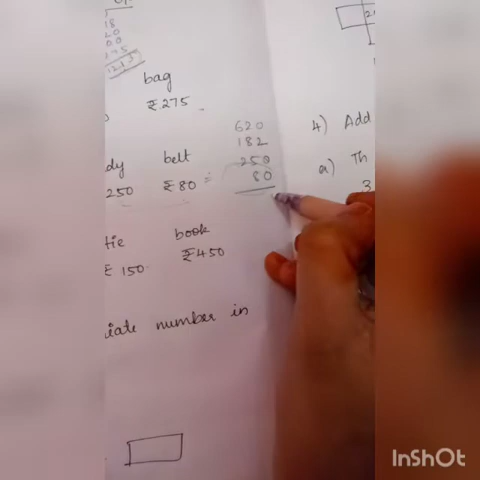 bag
₹275
620
182
250
80
4) Add
a) Th
3
dy belt
250 ₹80
tie book
₹ 150 ₹450
iate number in
InShOt